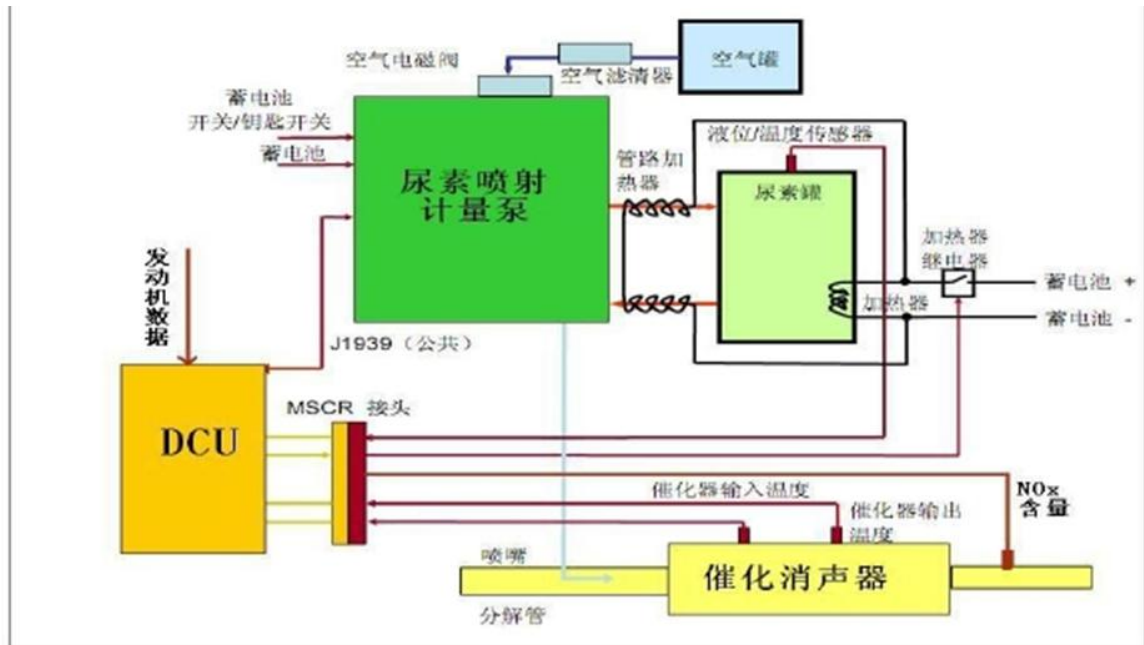 空气电磁阀
空气滤清器
空气罐
蓄电池
开关/钥匙开关
蓄电池
尿素喷射
计量泵
管路加
热器
液位/温度传感器
尿素罐
加热器
加热器
继电器
蓄电池 +
蓄电池 -
发动机数据
J1939（公共）
DCU
MSCR 接头
催化器输入温度
催化器输出
温度
NOx
含量
喷嘴
分解管
催化消声器